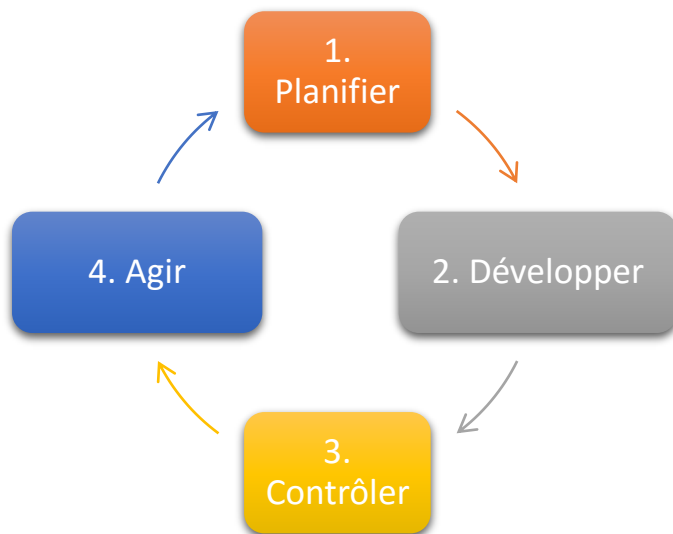 1.
Planifier
2. Développer
3.
Contrôler
4. Agir